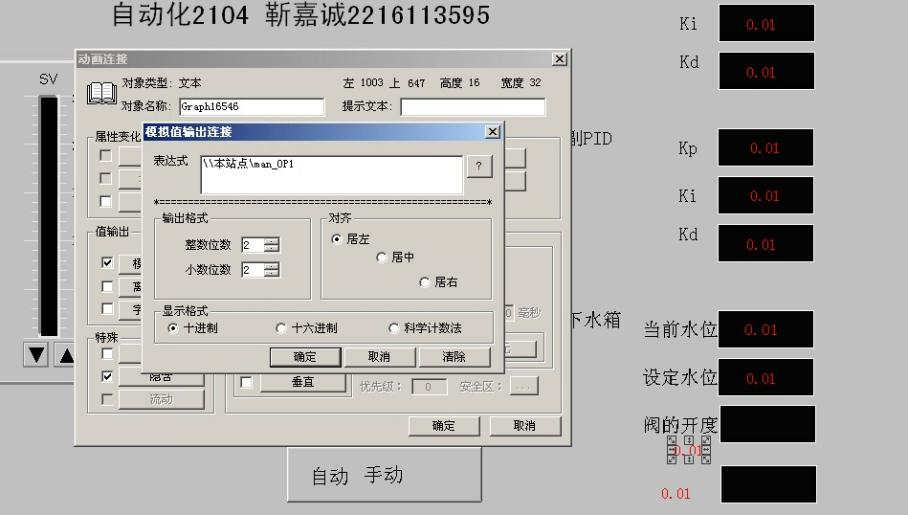 自动化2104 靳嘉诚2216113595
Ki 0.01
SV
动画连接
Kd 0.01
对象类型: 文本 左 1003 上 647 高度 16 宽度 32
对象名称: Graph16546 提示文本:
模拟值输出连接
属性变化
副PID
表达式 \\本站点\man_OP1 ?
Kp 0.01
Ki 0.01
值输出
输出格式 对齐
整数位数 2 居左
Kd 0.01
小数位数 2 居中
居右
0 毫秒
显示格式
十进制 十六进制 科学计数法
下水箱
当前水位 0.01
特殊
确定 取消 清除
隐含 垂直 优先级: 0 安全区: ...
设定水位 0.01
流动
确定 取消
阀的开度
0.01
自动 手动
0.01